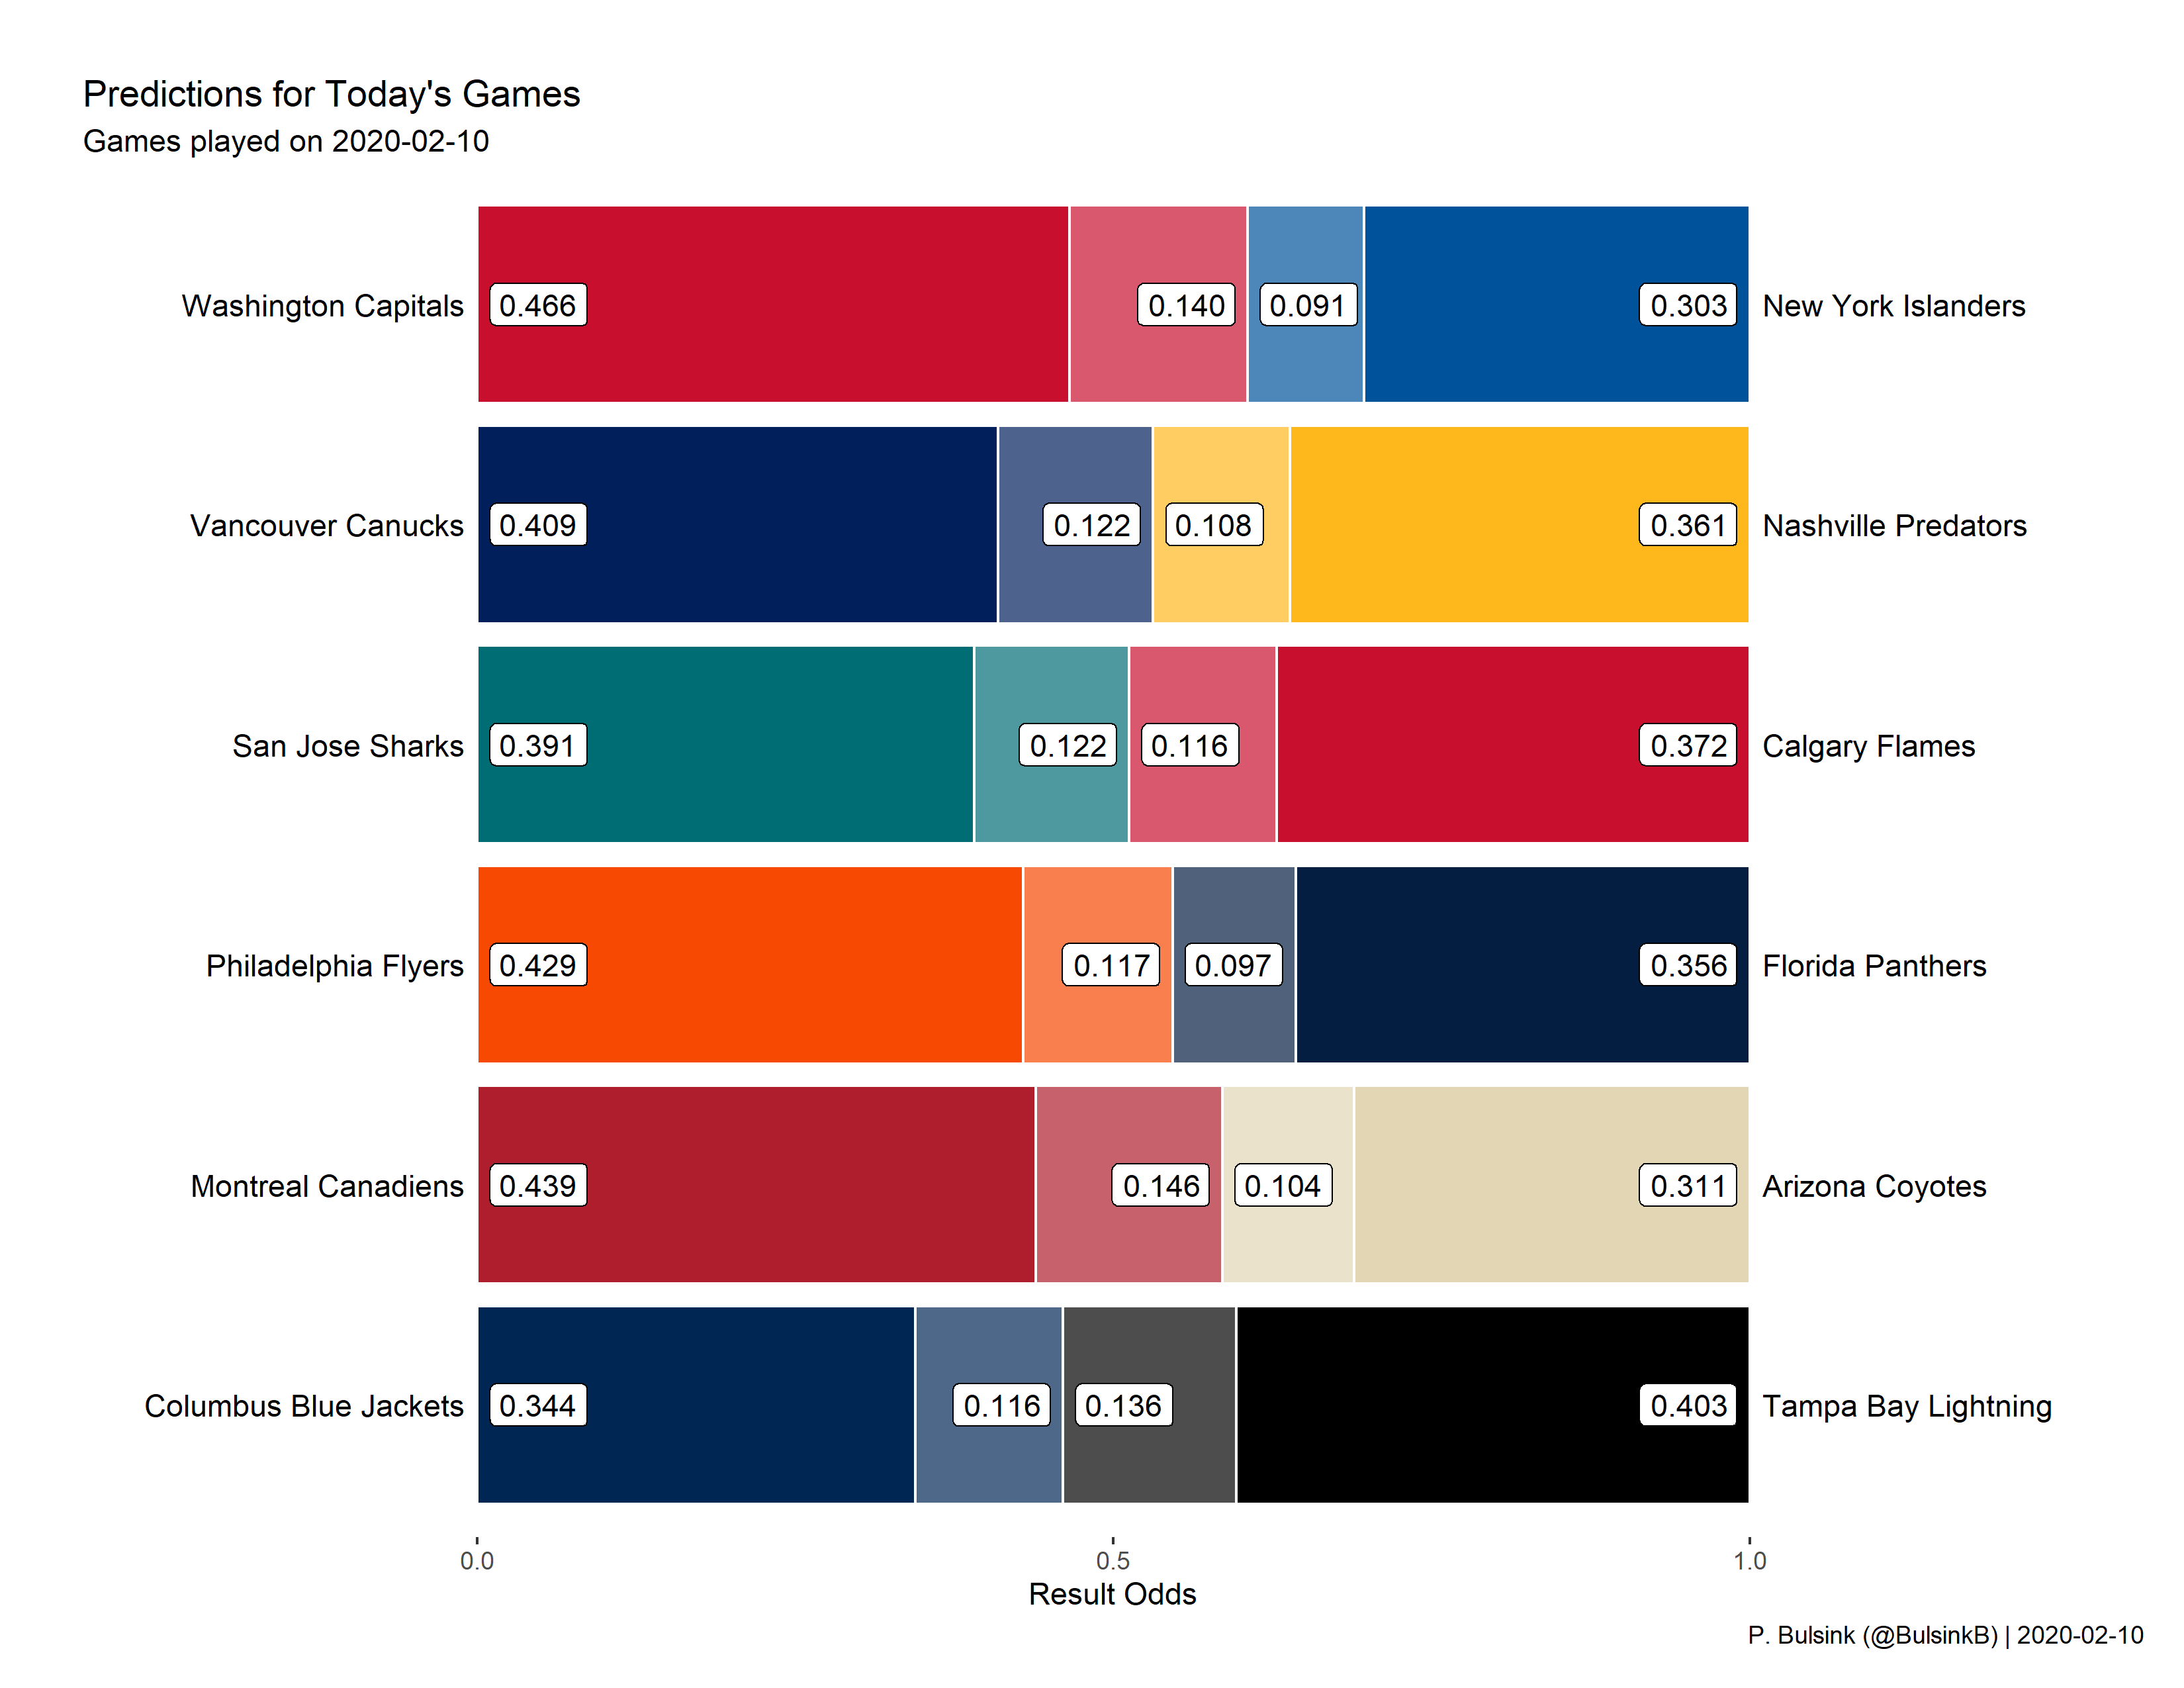 Predictions for Today's Games
Games played on 2020-02-10
Washington Capitals 0.466 0.140 0.091 0.303 New York Islanders
Vancouver Canucks 0.409 0.122 0.108 0.361 Nashville Predators
San Jose Sharks 0.391 0.122 0.116 0.372 Calgary Flames
Philadelphia Flyers 0.429 0.117 0.097 0.356 Florida Panthers
Montreal Canadiens 0.439 0.146 0.104 0.311 Arizona Coyotes
Columbus Blue Jackets 0.344 0.116 0.136 0.403 Tampa Bay Lightning
0.0 0.5 1.0
Result Odds
P. Bulsink (@BulsinkB) | 2020-02-10